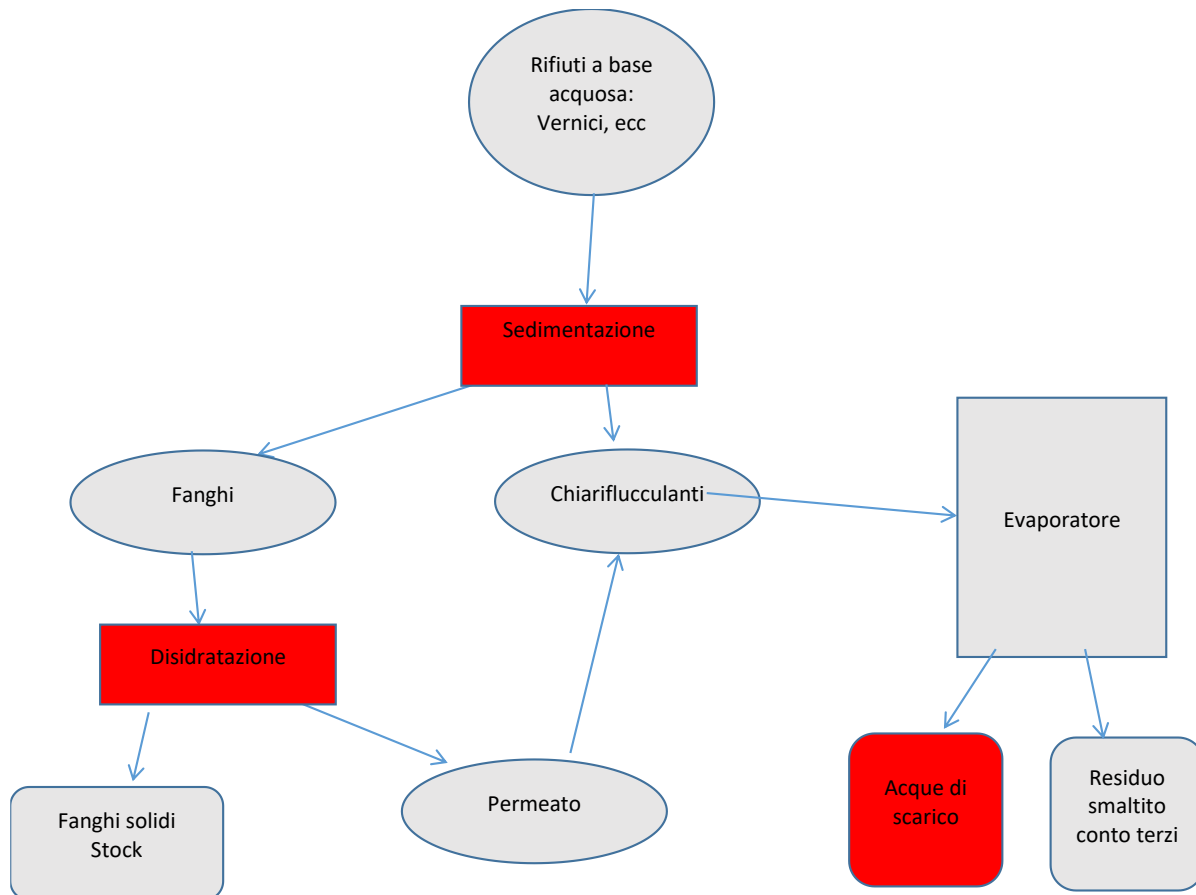 Rifiuti a base
acquosa:
Vernici, ecc
Sedimentazione
Fanghi
Chiariflucculanti
Evaporatore
Disidratazione
Fanghi solidi
Stock
Permeato
Acque di
scarico
Residuo
smaltito
conto terzi